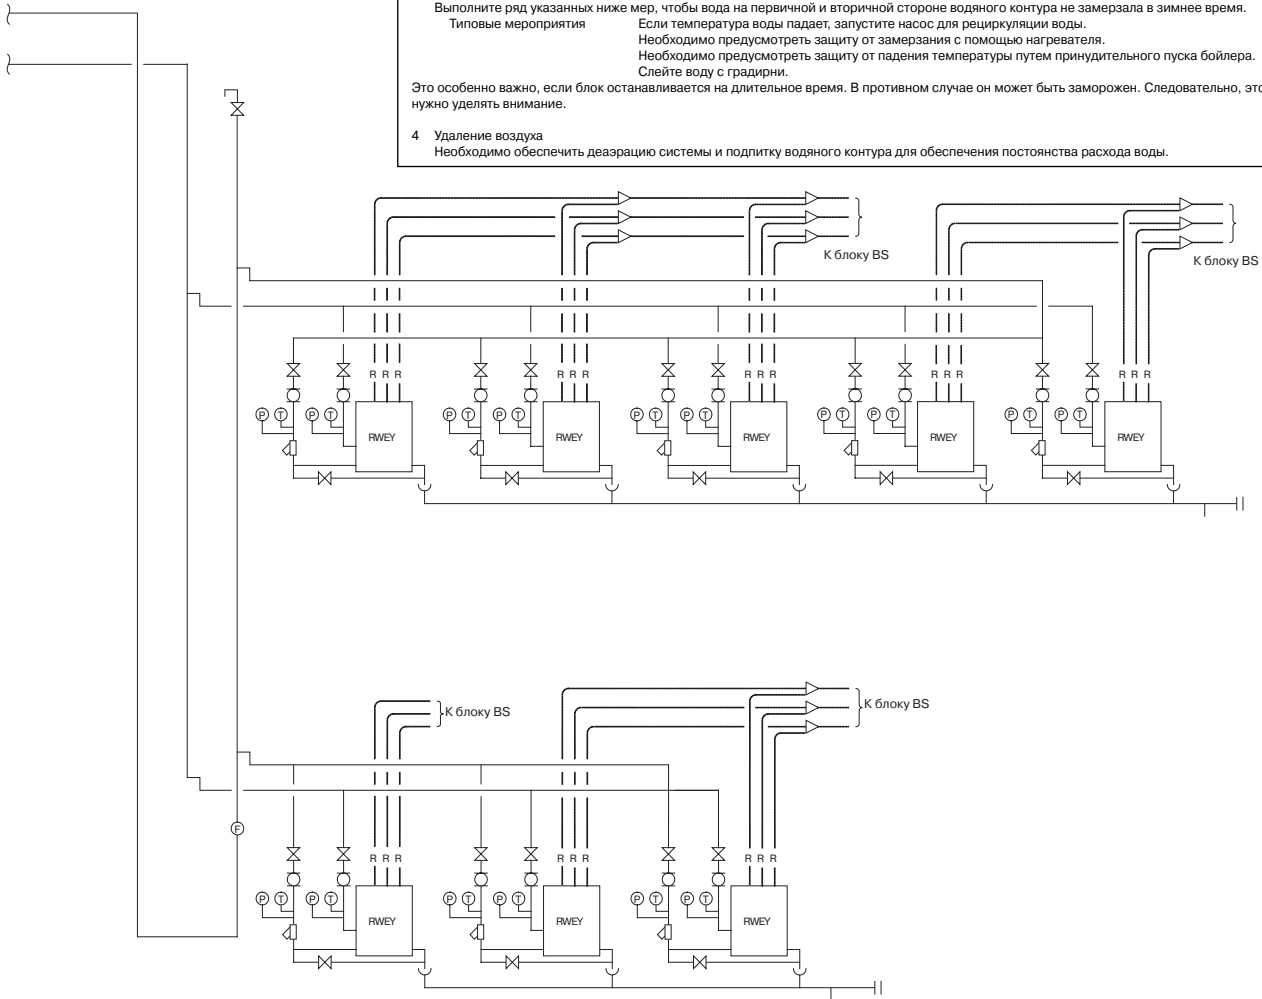 Выполните ряд указанных ниже мер, чтобы вода на первичной и вторичной стороне водяного контура не замерзала в зимнее время.
Типовые мероприятия Если температура воды падает, запустите насос для рециркуляции воды.
Необходимо предусмотреть защиту от замерзания с помощью нагревателя.
Необходимо предусмотреть защиту от падения температуры путем принудительного пуска бойлера.
Слейте воду с градирни.
Это особенно важно, если блок останавливается на длительное время. В противном случае он может быть заморожен. Следовательно, это
нужно уделять внимание.
4 Удаление воздуха
Необходимо обеспечить деаэрацию системы и подпитку водяного контура для обеспечения постоянства расхода воды.
К блоку BS
К блоку BS
R R R R R R R R R R R R R R R
P T P T P T P T P T P T P T P T P T P T
RWEY RWEY RWEY RWEY RWEY
К блоку BS
К блоку BS
F
R R R R R R R R R
P T P T P T P T P T P T
RWEY RWEY RWEY